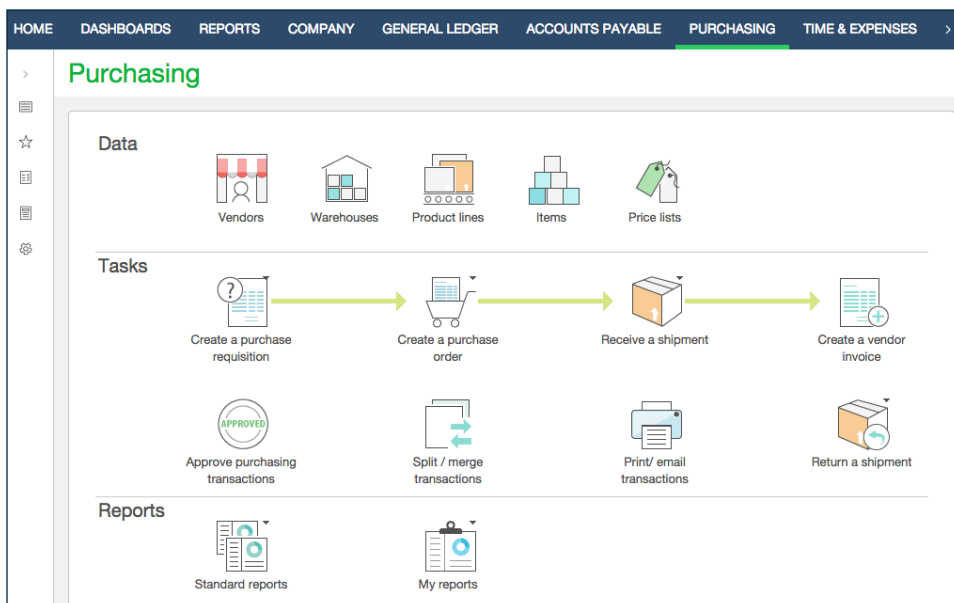 HOME DASHBOARDS REPORTS COMPANY GENERAL LEDGER ACCOUNTS PAYABLE PURCHASING TIME & EXPENSES
Purchasing
Data
Vendors Warehouses Product lines Items Price lists
Tasks
?
Create a purchase requisition
Create a purchase order
Receive a shipment
Create a vendor invoice
APPROVED
Approve purchasing transactions
Split / merge transactions
Print/ email transactions
Return a shipment
Reports
Standard reports My reports